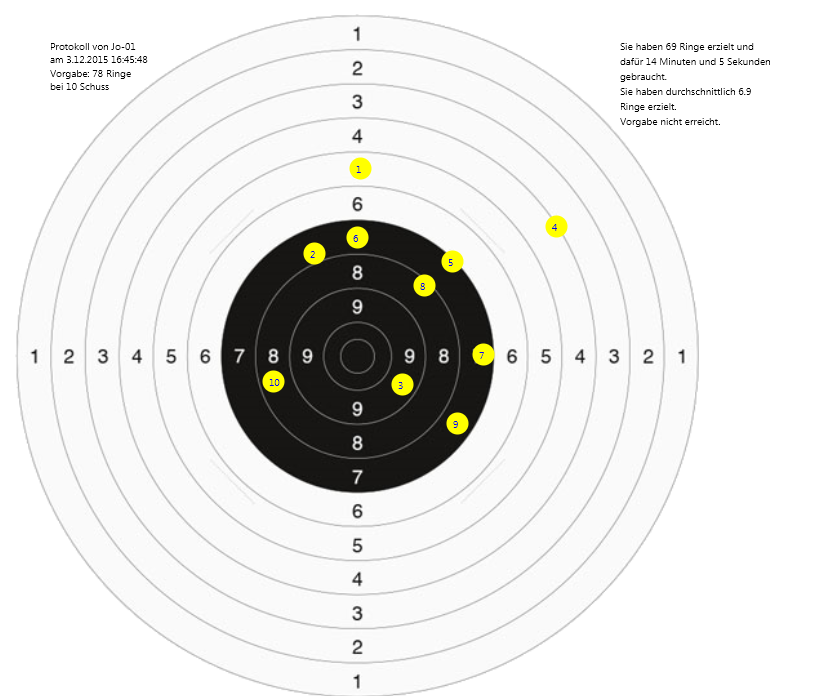 Protokoll von Jo-01
am 3.12.2015 16:45:48
Vorgabe: 78 Ringe
bei 10 Schuss
Sie haben 69 Ringe erzielt und
dafür 14 Minuten und 5 Sekunden
gebraucht.
Sie haben durchschnittlich 6.9
Ringe erzielt.
Vorgabe nicht erreicht.
1
2
3
4
1
6
4
6
2
5
8
8
9
1 2 3 4 5 6 7 8 9 9 8 7 6 5 4 3 2 1
10
3
9
9
8
7
6
5
4
3
2
1